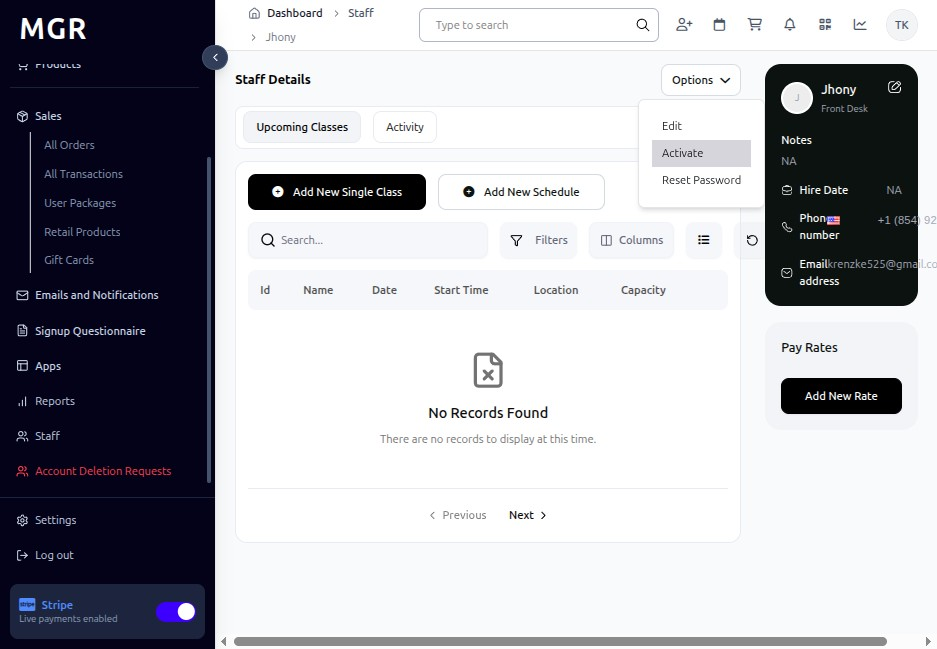 MGR
Products
Sales
All Orders
All Transactions
User Packages
Retail Products
Gift Cards
Emails and Notifications
Signup Questionnaire
Apps
Reports
Staff
Account Deletion Requests
Settings
Log out
stripe Stripe
Live payments enabled
Dashboard > Staff
> Jhony
Type to search
TK
Staff Details
Options
Edit
Activate
Reset Password
Upcoming Classes
Activity
Add New Single Class
Add New Schedule
Search...
Filters
Columns
Id Name Date Start Time Location Capacity
No Records Found
There are no records to display at this time.
< Previous Next >
J
Jhony
Front Desk
Notes
NA
Hire Date NA
Phone +1 (854) 92
number
Email krenzke525@gmail.co
address
Pay Rates
Add New Rate